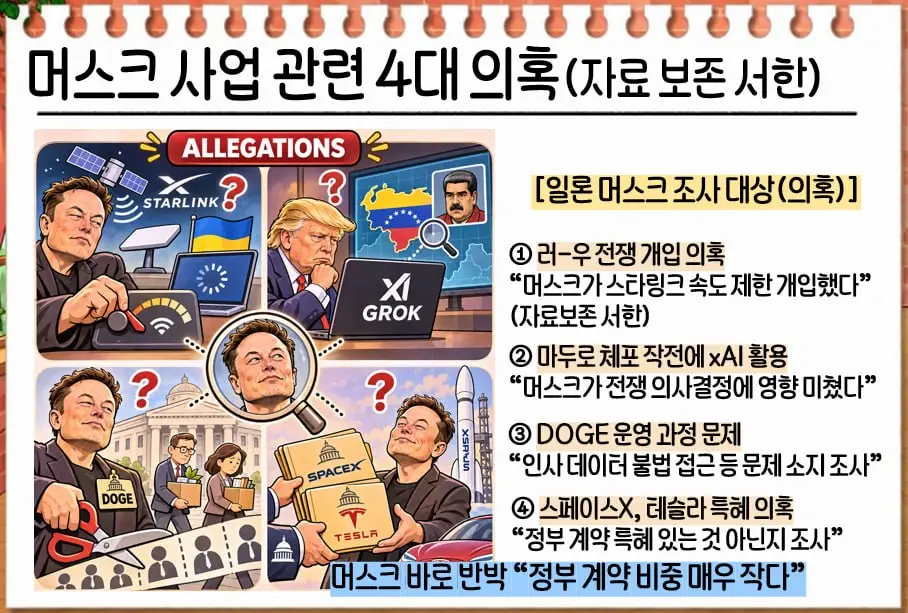 머스크 사업 관련 4대 의혹(자료 보존 서한)
ALLEGATIONS
STARLINK
GROK
DOGE
SPACEX
TESLA
[일론 머스크 조사 대상(의혹)]
① 러-우 전쟁 개입 의혹
“머스크가 스타링크 속도 제한 개입했다”
(자료보존 서한)
② 마두로 체포 작전에 xAI 활용
“머스크가 전쟁 의사결정에 영향 미쳤다”
③ DOGE 운영 과정 문제
“인사 데이터 불법 접근 등 문제 소지 조사”
④ 스페이스X, 테슬라 특혜 의혹
“정부 계약 특혜 있는 것 아닌지 조사”
머스크 바로 반박 “정부 계약 비중 매우 작다”